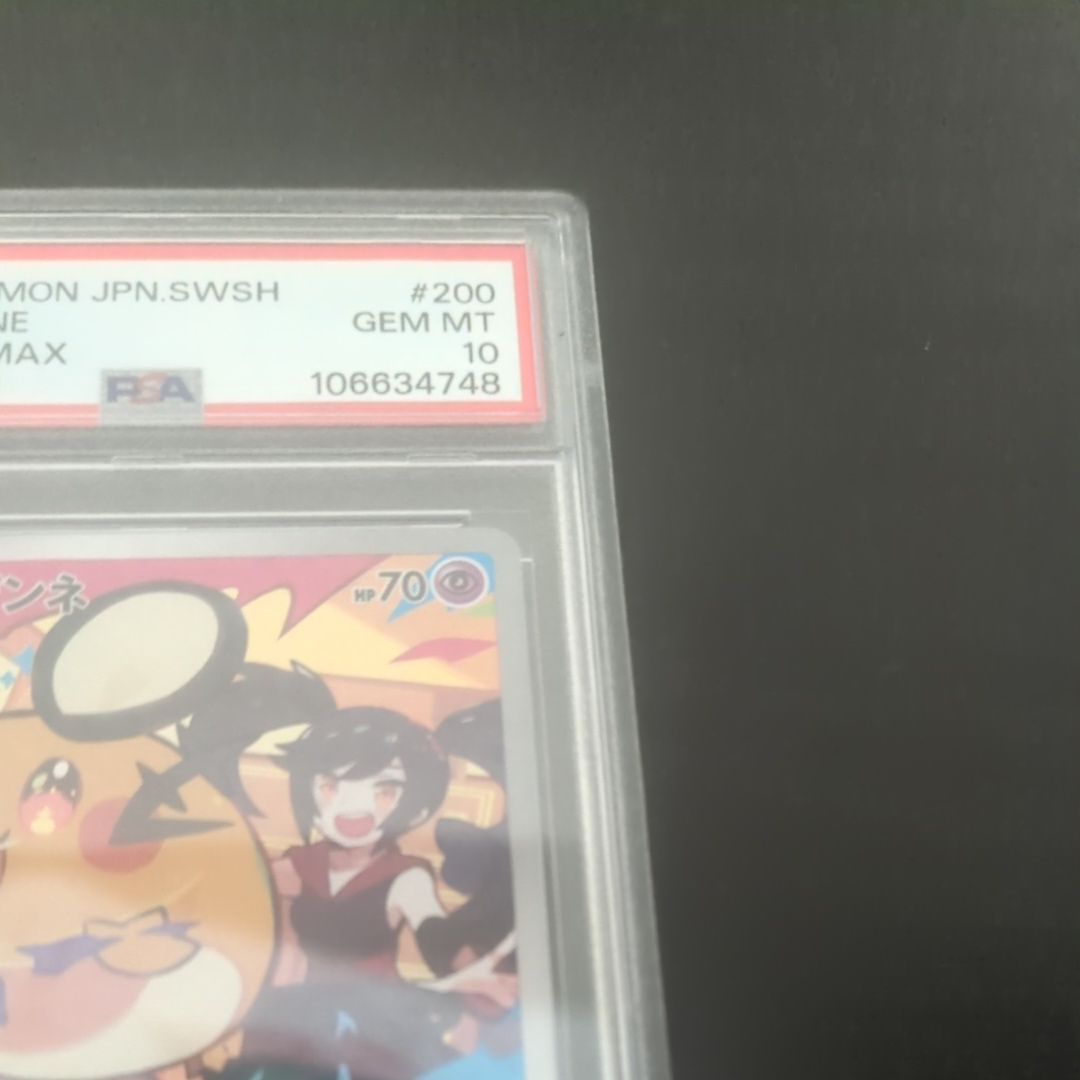 MON JPN.SWSH #200
NE GEM MT
MAX 10
PSA 106634748
ンネ HP70